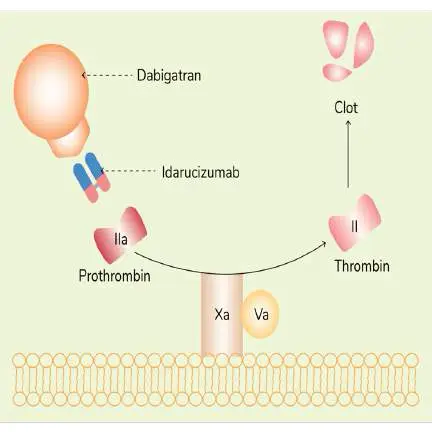 Dabigatran
Clot
Idarucizumab
IIa
Prothrombin
II
Thrombin
Xa
Va